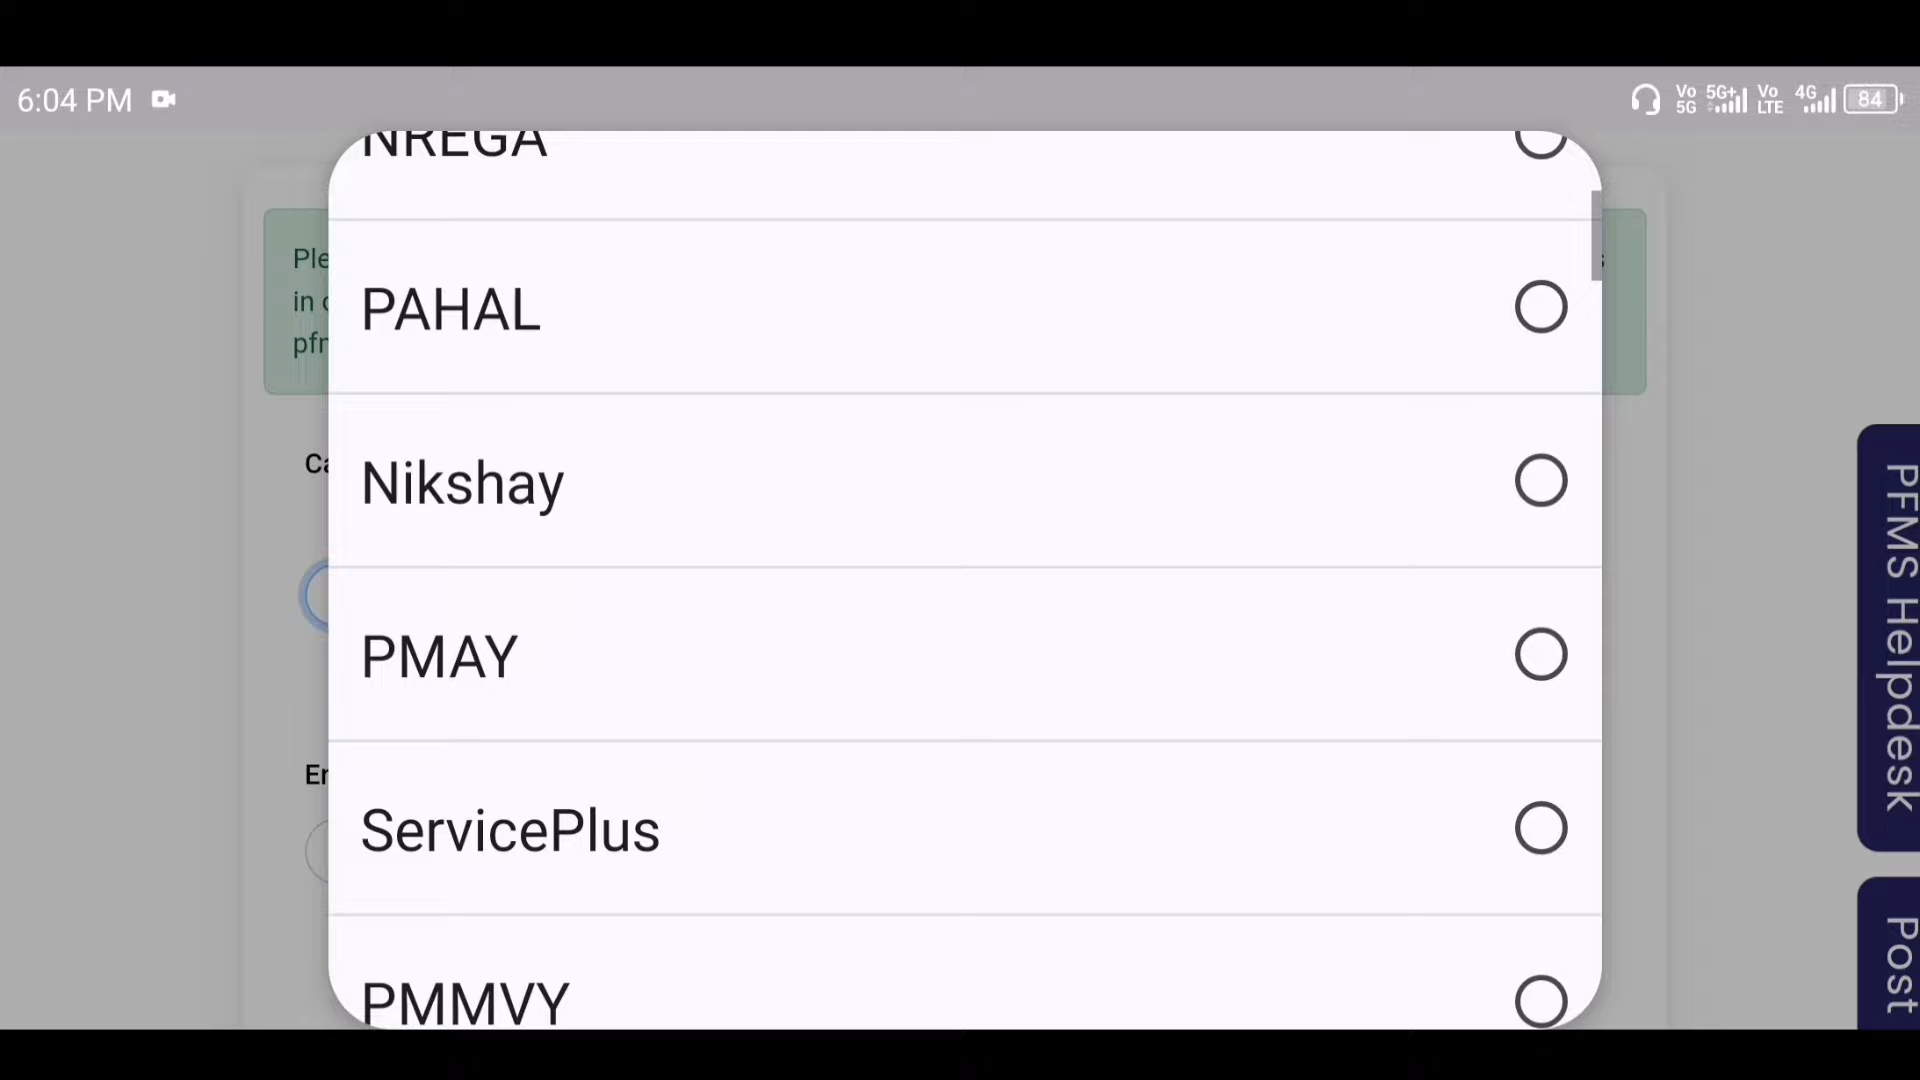 6:04 PM
Vo 5G 5G+ Vo LTE 4G 84
NREGA
PAHAL
Nikshay
PMAY
ServicePlus
PMMVY
PFMS Helpdesk
Post